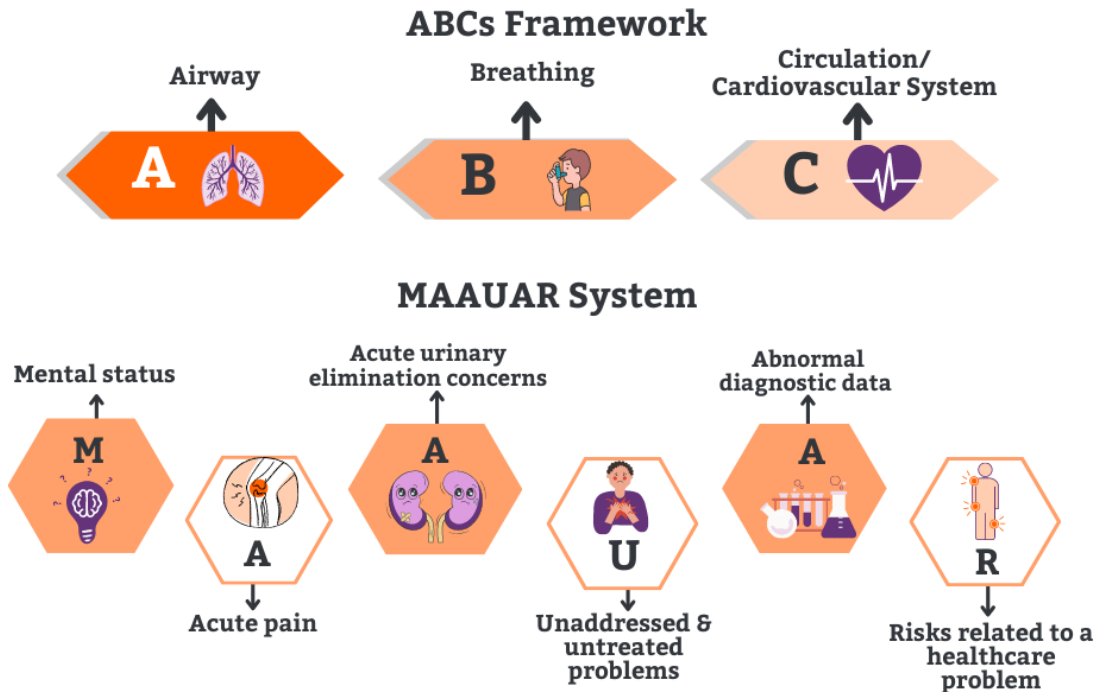 ABCs Framework
Airway
Breathing
Circulation/
Cardiovascular System
A
B
C
MAAUAR System
Mental status
M
A
Acute pain
Acute urinary
elimination concerns
A
U
Unaddressed &
untreated
problems
Abnormal
diagnostic data
A
R
Risks related to a
healthcare
problem